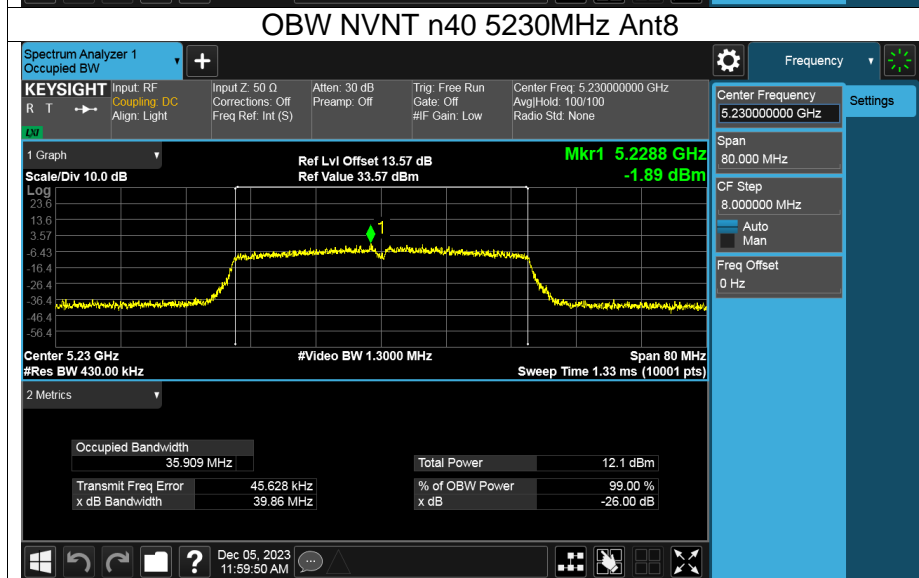 OBW NVNT n40 5230MHz Ant8
Spectrum Analyzer 1
Occupied BW
+
Frequency
KEYSIGHT
R T
LXI
Input: RF
Coupling: DC
Align: Light
Input Z: 50 Ω
Corrections: Off
Freq Ref: Int (S)
Atten: 30 dB
Preamp: Off
Trig: Free Run
Gate: Off
#IF Gain: Low
Center Freq: 5.230000000 GHz
Avg|Hold: 100/100
Radio Std: None
Center Frequency
5.230000000 GHz
Settings
Span
80.000 MHz
CF Step
8.000000 MHz
Auto
Man
Freq Offset
0 Hz
1 Graph
Ref Lvl Offset 13.57 dB
Mkr1 5.2288 GHz
Scale/Div 10.0 dB
Ref Value 33.57 dBm
-1.89 dBm
Log
23.6
13.6
3.57
-6.43
-16.4
-26.4
-36.4
-46.4
-56.4
1
Center 5.23 GHz
#Video BW 1.3000 MHz
Span 80 MHz
#Res BW 430.00 kHz
Sweep Time 1.33 ms (10001 pts)
2 Metrics
Occupied Bandwidth
35.909 MHz
Total Power 12.1 dBm
Transmit Freq Error 45.628 kHz
% of OBW Power 99.00 %
x dB Bandwidth 39.86 MHz
x dB -26.00 dB
?
Dec 05, 2023
11:59:50 AM